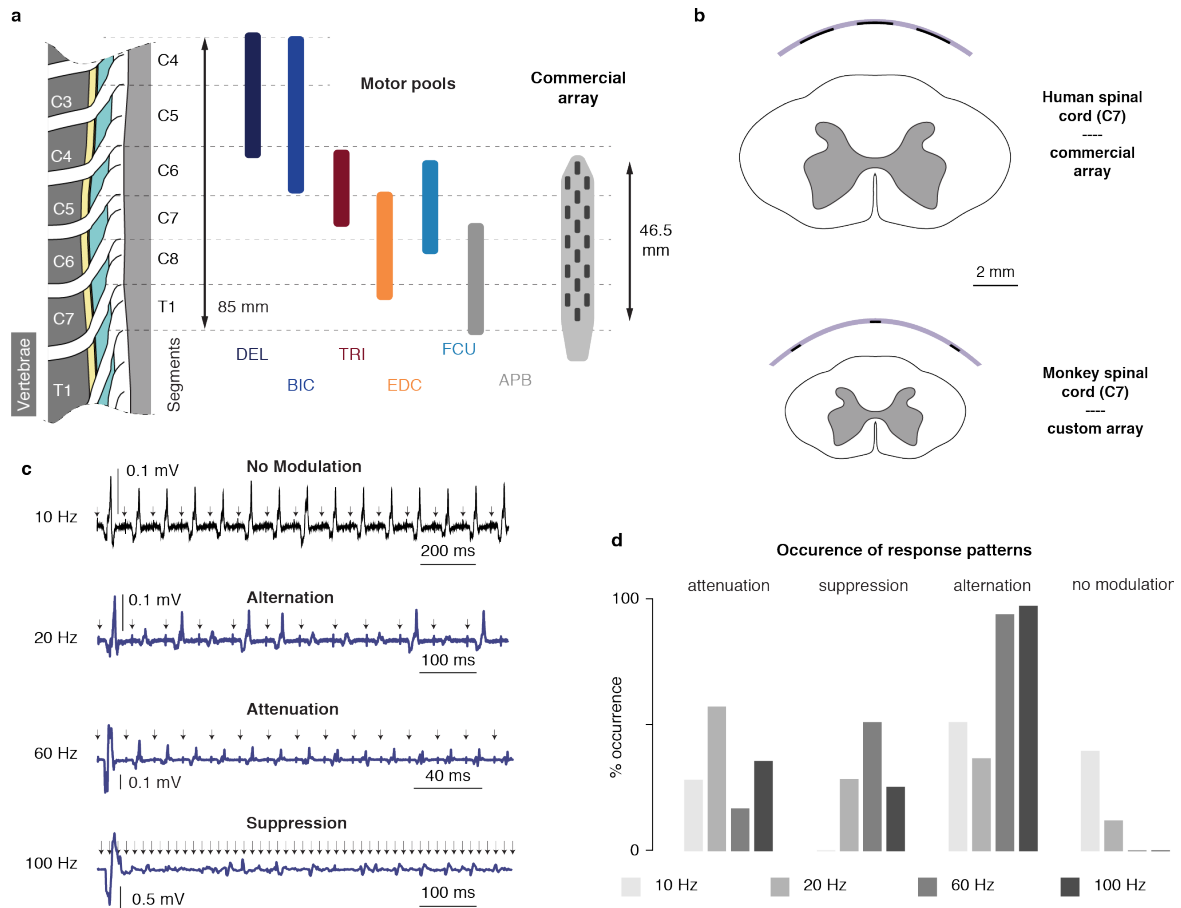 a
C4
C5
C6
C7
C8
T1
C3
C4
C5
C6
C7
T1
Vertebrae
Segments
Motor pools
Commercial
array
85 mm
46.5
mm
DEL
BIC
TRI
EDC
FCU
APB
b
Human spinal
cord (C7)
----
commercial
array
2 mm
Monkey spinal
cord (C7)
----
custom array
c
No Modulation
0.1 mV
10 Hz
200 ms
Alternation
0.1 mV
20 Hz
100 ms
Attenuation
60 Hz
0.1 mV
40 ms
Suppression
100 Hz
0.5 mV
100 ms
d
Occurence of response patterns
attenuation
suppression
alternation
no modulation
100
% occurrence
0
10 Hz
20 Hz
60 Hz
100 Hz